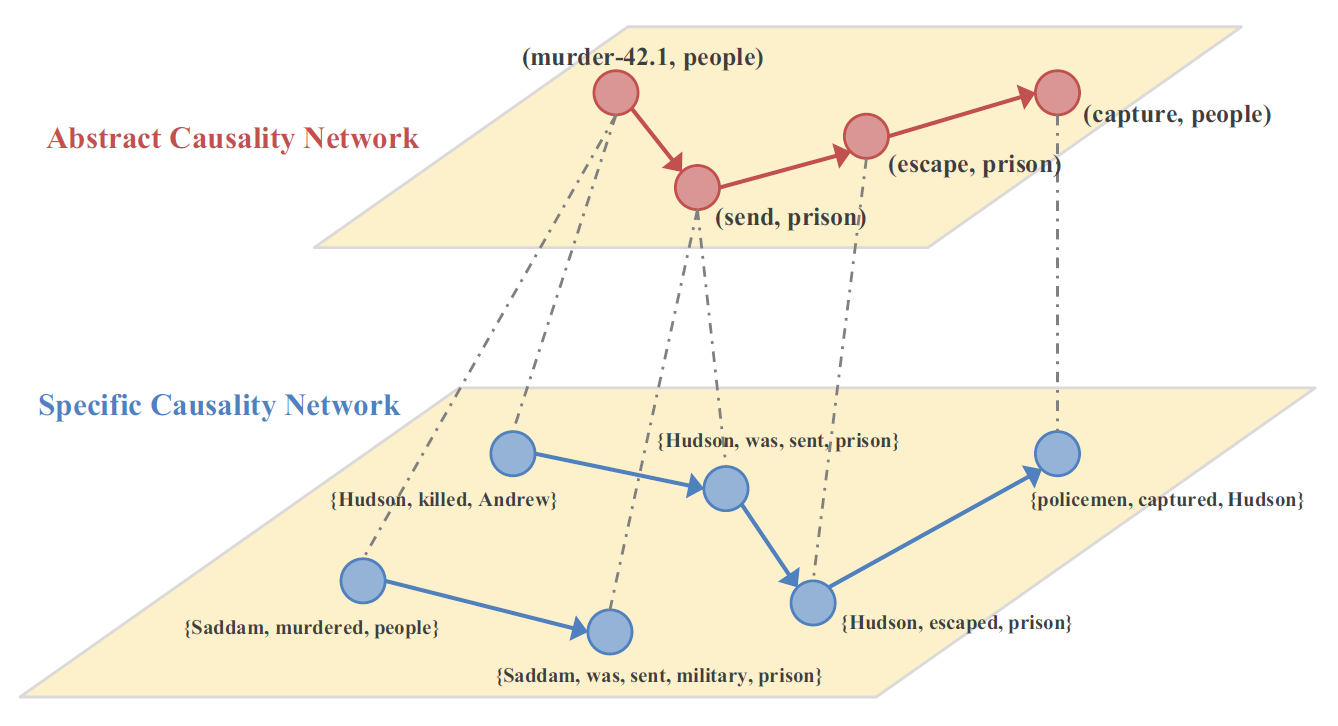 (murder-42.1, people)
(capture, people)
Abstract Causality Network
(escape, prison)
(send, prison)
Specific Causality Network
{Hudson, was, sent, prison}
{Hudson, killed, Andrew}
{policemen, captured, Hudson}
{Saddam, murdered, people}
{Hudson, escaped, prison}
{Saddam, was, sent, military, prison}